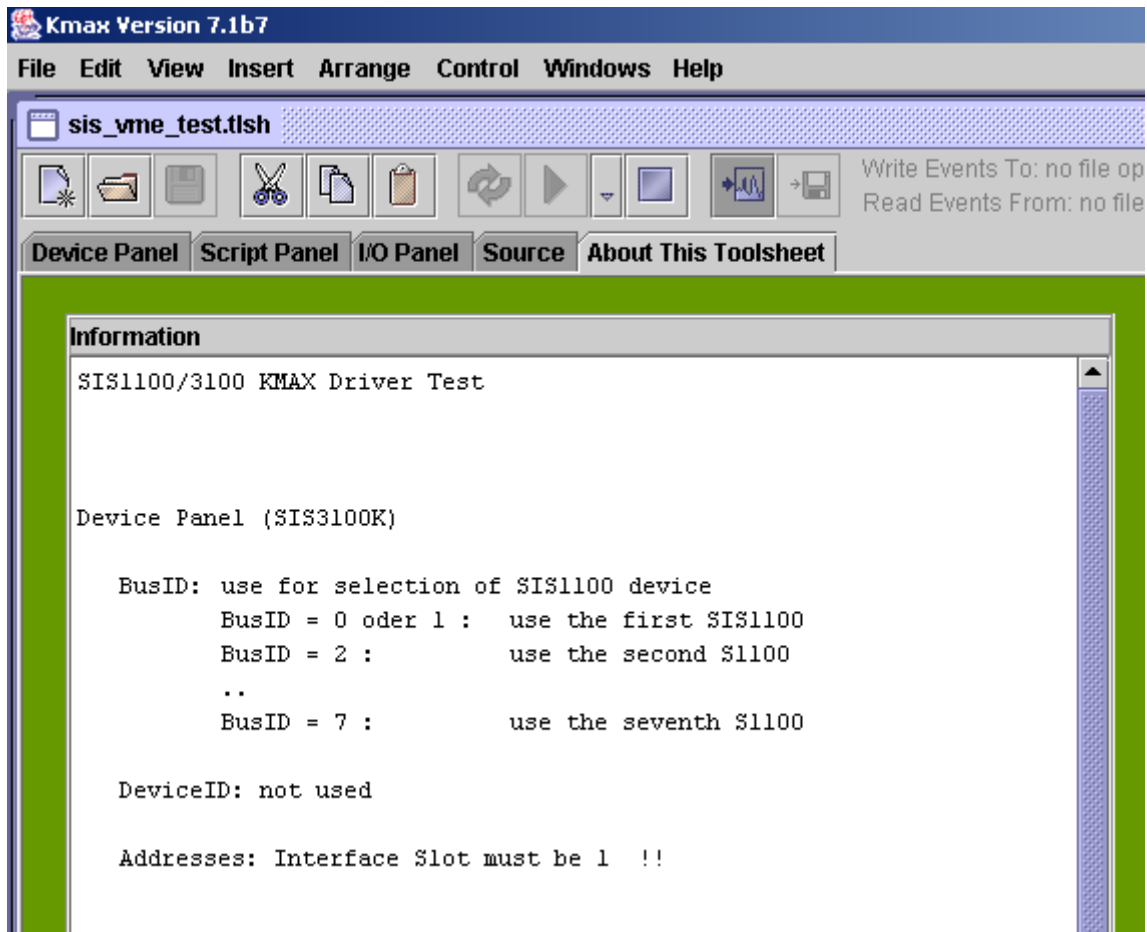 Kmax Version 7.1b7
File Edit View Insert Arrange Control Windows Help
sis_vme_test.tlsh
Write Events To: no file op
Read Events From: no file
Device Panel Script Panel I/O Panel Source About This Toolsheet
Information
SIS1100/3100 KMAX Driver Test
Device Panel (SIS3100K)
BusID: use for selection of SIS1100 device
BusID = 0 oder 1 : use the first SIS1100
BusID = 2 : use the second S1100
..
BusID = 7 : use the seventh S1100
DeviceID: not used
Addresses: Interface Slot must be 1 !!